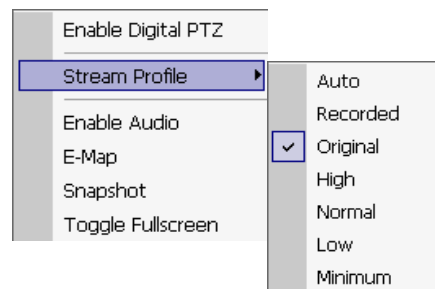 Enable Digital PTZ
Stream Profile
Enable Audio
E-Map
Snapshot
Toggle Fullscreen
Auto
Recorded
Original
High
Normal
Low
Minimum